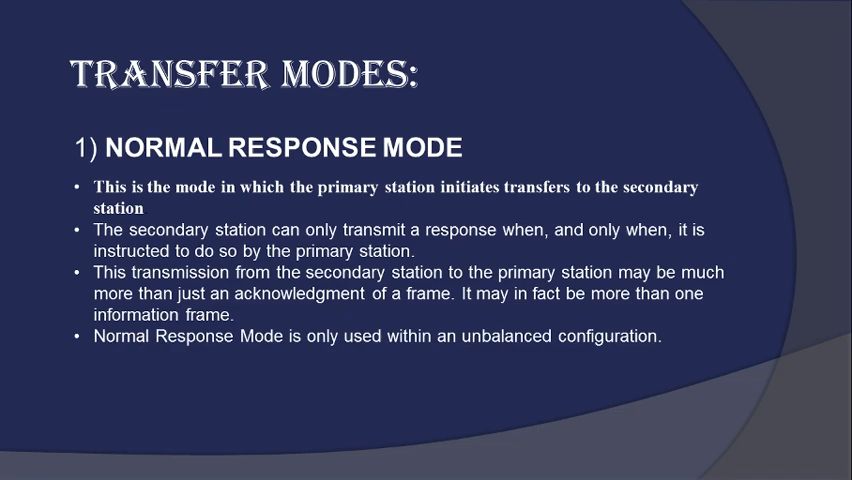 TRANSFER MODES:
1) NORMAL RESPONSE MODE
• This is the mode in which the primary station initiates transfers to the secondary
station.
• The secondary station can only transmit a response when, and only when, it is
instructed to do so by the primary station.
• This transmission from the secondary station to the primary station may be much
more than just an acknowledgment of a frame. It may in fact be more than one
information frame.
• Normal Response Mode is only used within an unbalanced configuration.